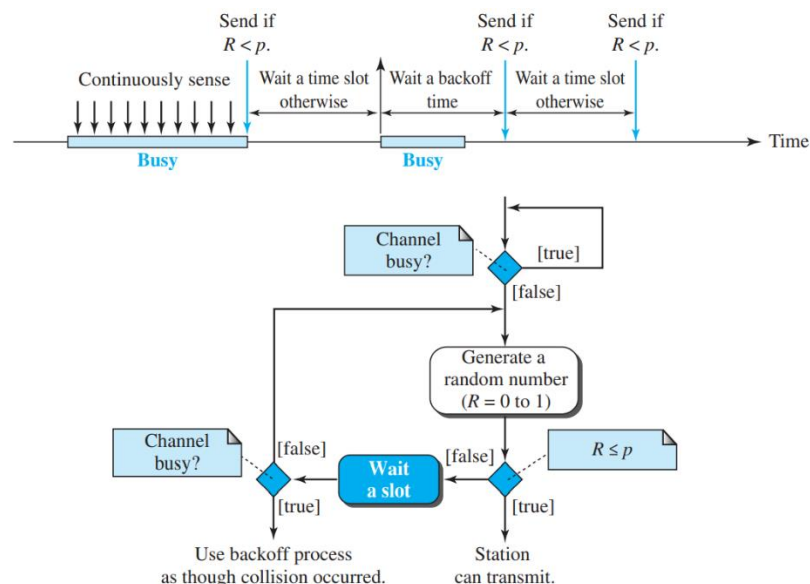 Send if
R < p.
Send if
R < p.
Send if
R < p.
Continuously sense
Wait a time slot
otherwise
Wait a backoff
time
Wait a time slot
otherwise
Busy
Busy
Time
Channel
busy?
[true]
[false]
Generate a
random number
(R = 0 to 1)
Channel
busy?
[false]
Wait
a slot
[false]
R ≤ p
[true]
[true]
Use backoff process
as though collision occurred.
Station
can transmit.